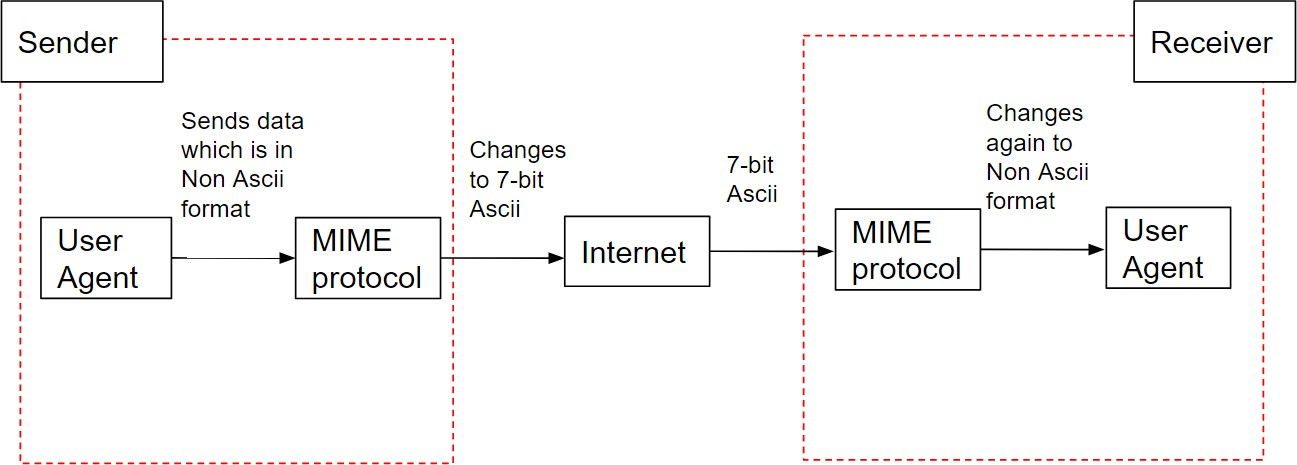 Sender
Receiver
Sends data
which is in
Non Ascii
format
Changes
to 7-bit
Ascii
7-bit
Ascii
Changes
again to
Non Ascii
format
User
Agent
MIME
protocol
Internet
MIME
protocol
User
Agent